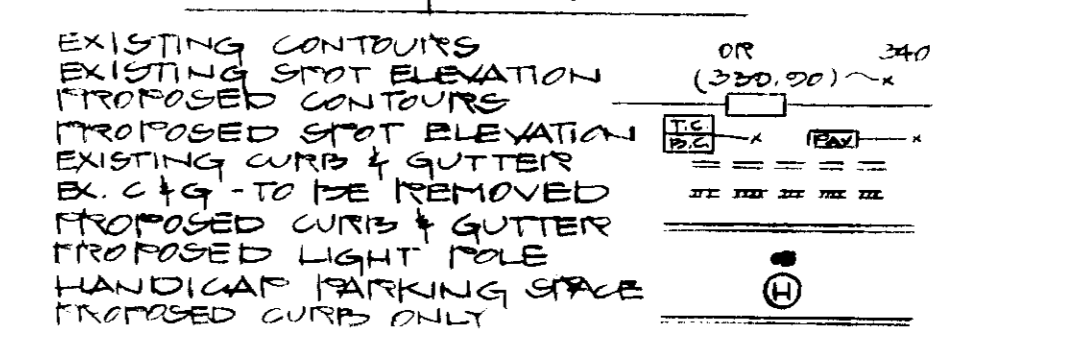 EXISTING CONTOURS OR 340
EXISTING SPOT ELEVATION (330.90) x
PROPOSED CONTOURS
PROPOSED SPOT ELEVATION T.C. B.C. x PAV x
EXISTING CURB & GUTTER
EX. C & G - TO BE REMOVED
PROPOSED CURB & GUTTER
PROPOSED LIGHT POLE
HANDICAP PARKING SPACE H
PROPOSED CURB ONLY